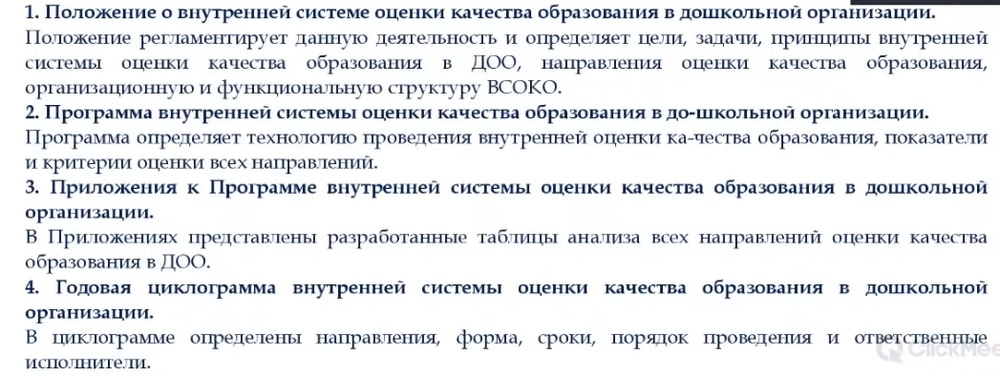 1. Положение о внутренней системе оценки качества образования в дошкольной организации.
Положение регламентирует данную деятельность и определяет цели, задачи, принципы внутренней
системы оценки качества образования в ДОО, направления оценки качества образования,
организационную и функциональную структуру ВСОКО.
2. Программа внутренней системы оценки качества образования в до-школьной организации.
Программа определяет технологию проведения внутренней оценки ка-чества образования, показатели
и критерии оценки всех направлений.
3. Приложения к Программе внутренней системы оценки качества образования в дошкольной
организации.
В Приложениях представлены разработанные таблицы анализа всех направлений оценки качества
образования в ДОО.
4. Годовая циклограмма внутренней системы оценки качества образования в дошкольной
организации.
В циклограмме определены направления, форма, сроки, порядок проведения и ответственные
исполнители.
ClickMee